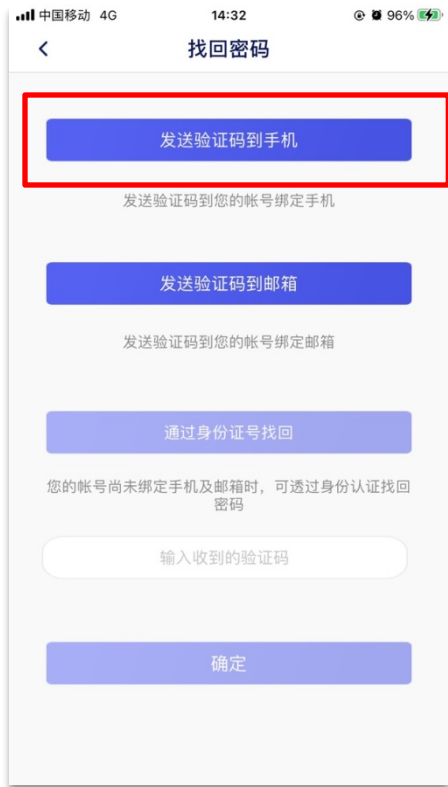 中国移动 4G 14:32 96%
找回密码
发送验证码到手机
发送验证码到您的帐号绑定手机
发送验证码到邮箱
发送验证码到您的帐号绑定邮箱
通过身份证号找回
您的帐号尚未绑定手机及邮箱时，可透过身份认证找回
密码
输入收到的验证码
确定